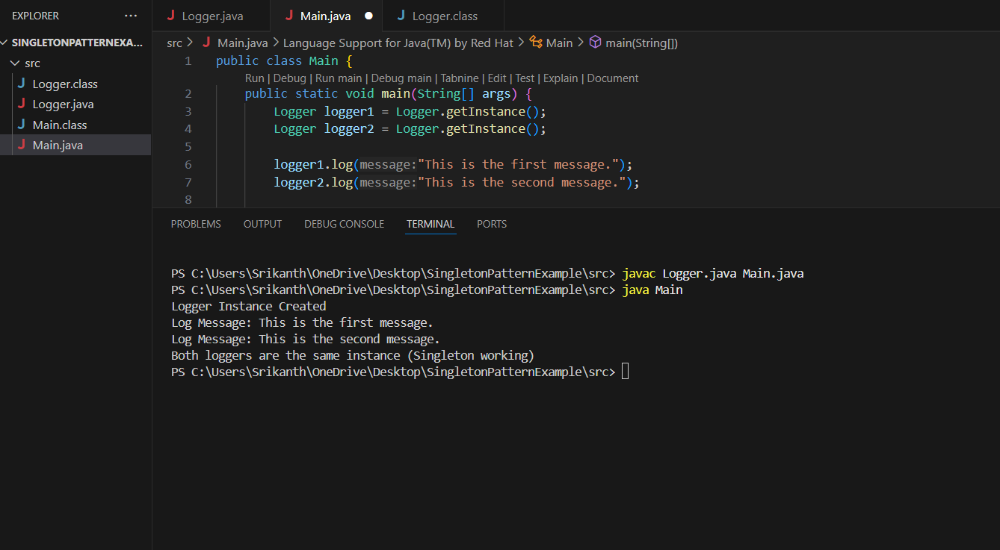 EXPLORER ...
Logger.java Main.java Logger.class
SINGLETONPATTERNEXA...
src
Logger.class
Logger.java
Main.class
Main.java
src > Main.java > Language Support for Java(TM) by Red Hat > Main > main(String[])
1 public class Main {
Run | Debug | Run main | Debug main | Tabnine | Edit | Test | Explain | Document
2 public static void main(String[] args) {
3 Logger logger1 = Logger.getInstance();
4 Logger logger2 = Logger.getInstance();
5
6 logger1.log(message:"This is the first message.");
7 logger2.log(message:"This is the second message.");
8
PROBLEMS OUTPUT DEBUG CONSOLE TERMINAL PORTS
PS C:\Users\Srikanth\OneDrive\Desktop\SingletonPatternExample\src> javac Logger.java Main.java
PS C:\Users\Srikanth\OneDrive\Desktop\SingletonPatternExample\src> java Main
Logger Instance Created
Log Message: This is the first message.
Log Message: This is the second message.
Both loggers are the same instance (Singleton working)
PS C:\Users\Srikanth\OneDrive\Desktop\SingletonPatternExample\src>